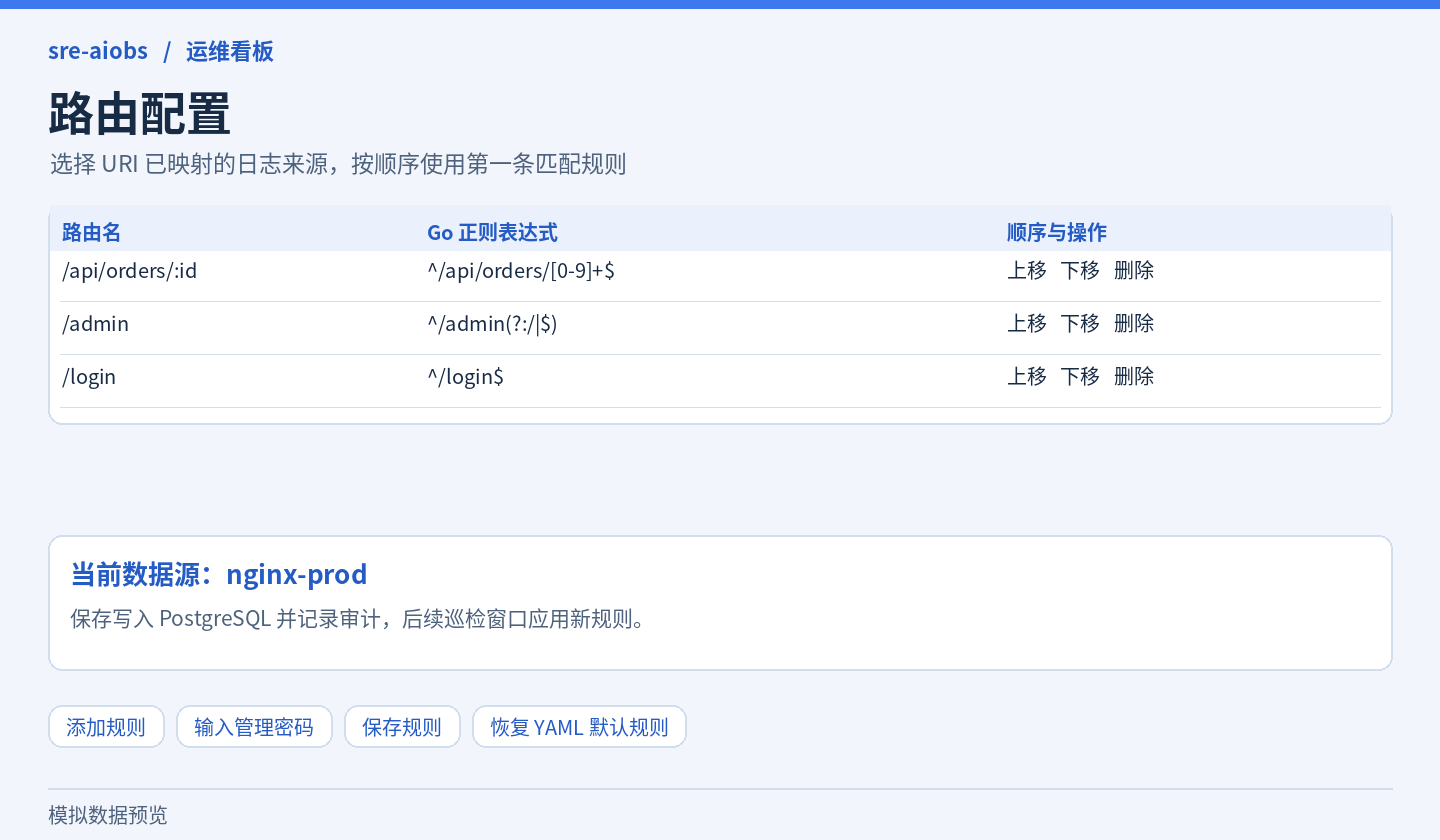 sre-aiobs / 运维看板
路由配置
选择 URI 已映射的日志来源，按顺序使用第一条匹配规则
路由名 Go 正则表达式 顺序与操作
/api/orders/:id ^/api/orders/[0-9]+$ 上移 下移 删除
/admin ^/admin(?:/|$) 上移 下移 删除
/login ^/login$ 上移 下移 删除
当前数据源：nginx-prod
保存写入 PostgreSQL 并记录审计，后续巡检窗口应用新规则。
添加规则 输入管理密码 保存规则 恢复 YAML 默认规则
模拟数据预览